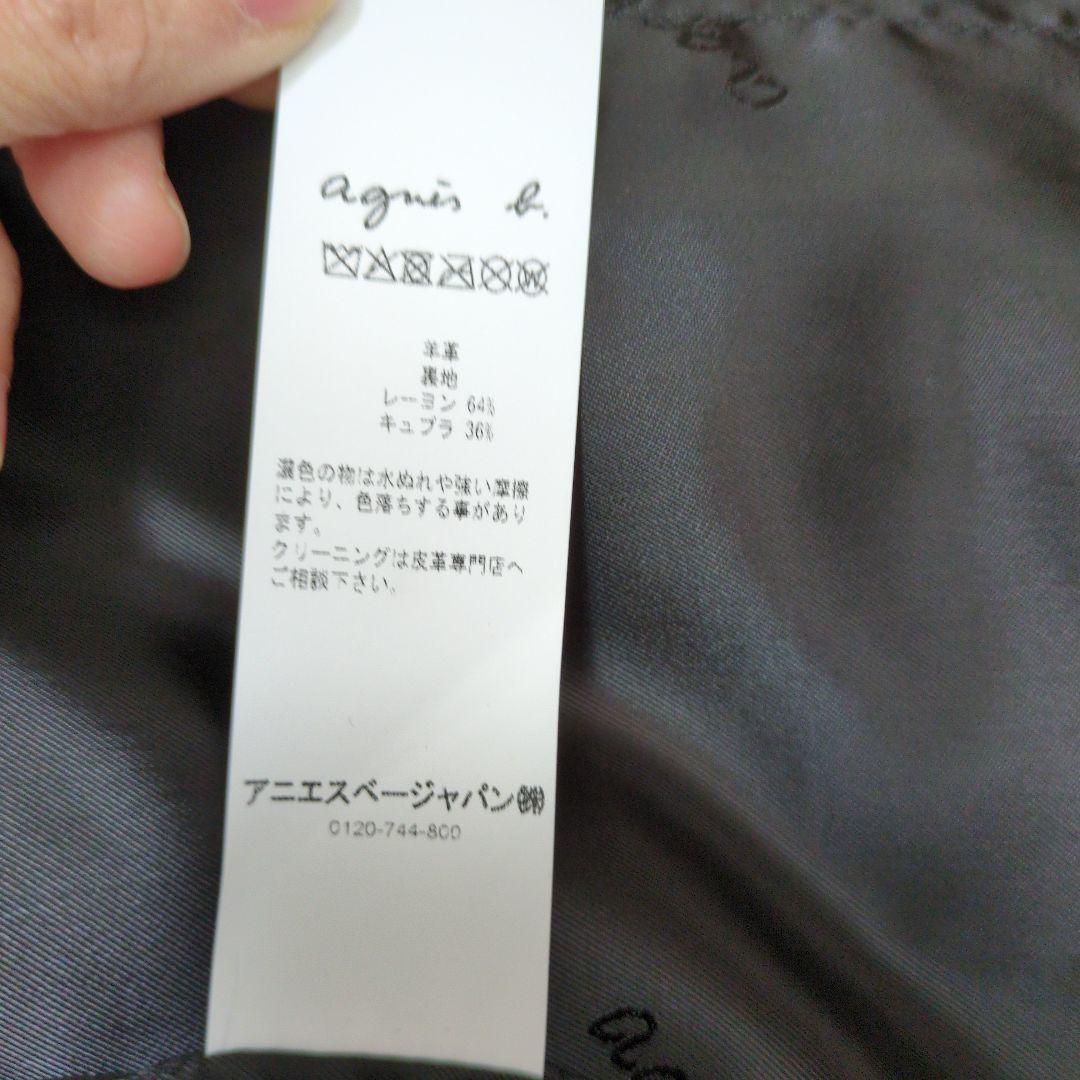 agnès b.
羊革
裏地
レーヨン 64%
キュプラ 36%
濃色の物は水ぬれや強い摩擦
により、色落ちする事があり
ます。
クリーニングは皮革専門店へ
ご相談下さい。
アニエスベージャパン㈱
0120-744-800